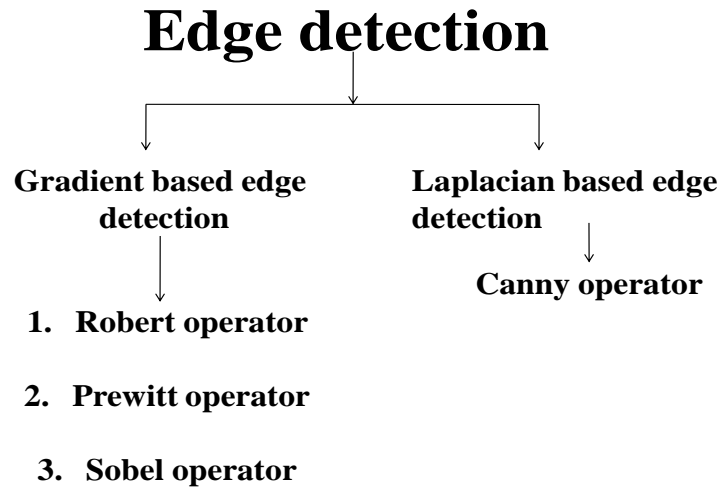 Edge detection
Gradient based edge
detection
1. Robert operator
2. Prewitt operator
3. Sobel operator
Laplacian based edge
detection
Canny operator